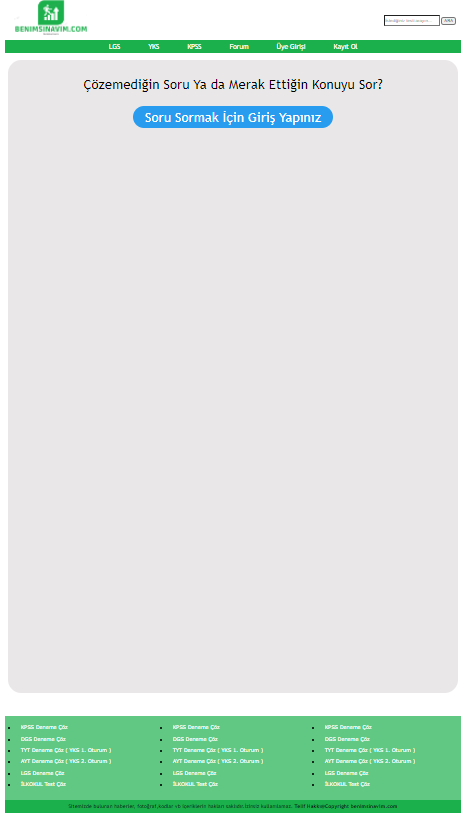 BENIMSINAVIM.COM
ARA
LGS YKS KPSS Forum Üye Girişi Kayıt Ol
Çözemediğin Soru Ya da Merak Ettiğin Konuyu Sor?
Soru Sormak İçin Giriş Yapınız
KPSS Deneme Çöz KPSS Deneme Çöz KPSS Deneme Çöz
DGS Deneme Çöz DGS Deneme Çöz DGS Deneme Çöz
TYT Deneme Çöz ( YKS 1. Oturum ) TYT Deneme Çöz ( YKS 1. Oturum ) TYT Deneme Çöz ( YKS 1. Oturum )
AYT Deneme Çöz ( YKS 2. Oturum ) AYT Deneme Çöz ( YKS 2. Oturum ) AYT Deneme Çöz ( YKS 2. Oturum )
LGS Deneme Çöz LGS Deneme Çöz LGS Deneme Çöz
İLKOKUL Test Çöz İLKOKUL Test Çöz İLKOKUL Test Çöz
Sitemizde bulunan haberler, fotoğraf,kodlar vb içeriklerin hakları saklıdır.İzinsiz kullanılamaz. Telif Hakkı©Copyright benimsinavim.com